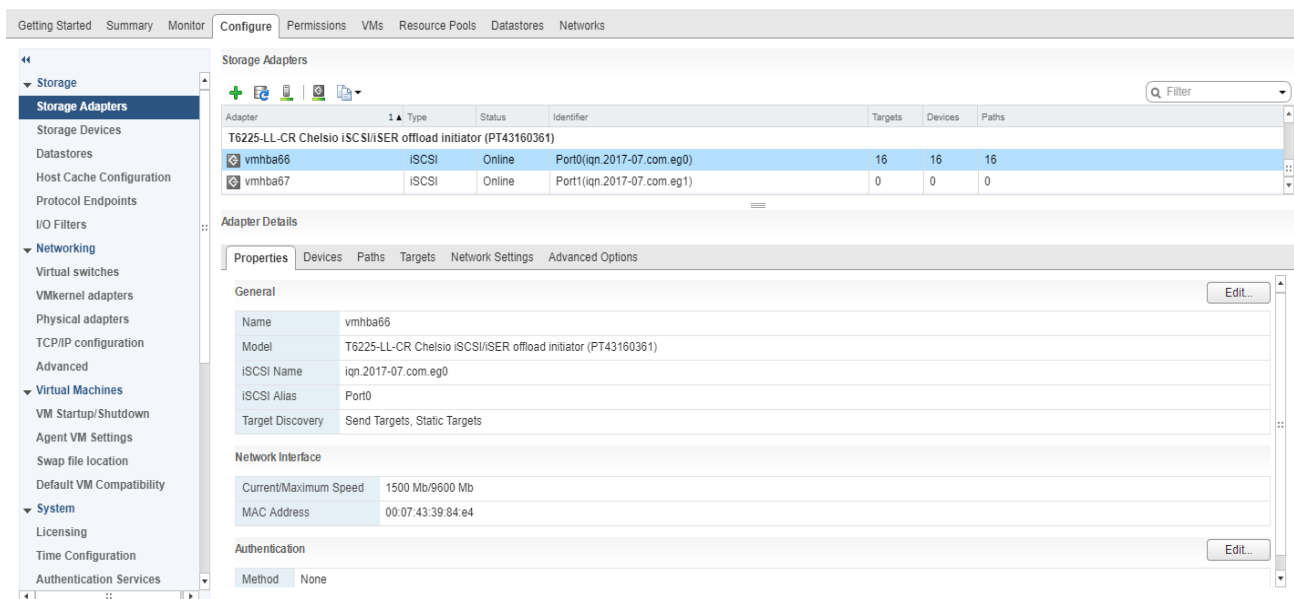 Getting Started Summary Monitor Configure Permissions VMs Resource Pools Datastores Networks
Storage
Storage Adapters
Storage Devices
Datastores
Host Cache Configuration
Protocol Endpoints
I/O Filters
Networking
Virtual switches
VMkernel adapters
Physical adapters
TCP/IP configuration
Advanced
Virtual Machines
VM Startup/Shutdown
Agent VM Settings
Swap file location
Default VM Compatibility
System
Licensing
Time Configuration
Authentication Services
Storage Adapters
Filter
Adapter 1 Type Status Identifier Targets Devices Paths
T6225-LL-CR Chelsio iSCSI/iSER offload initiator (PT43160361)
vmhba66 iSCSI Online Port0(iqn.2017-07.com.eg0) 16 16 16
vmhba67 iSCSI Online Port1(iqn.2017-07.com.eg1) 0 0 0
Adapter Details
Properties Devices Paths Targets Network Settings Advanced Options
General Edit...
Name vmhba66
Model T6225-LL-CR Chelsio iSCSI/iSER offload initiator (PT43160361)
iSCSI Name iqn.2017-07.com.eg0
iSCSI Alias Port0
Target Discovery Send Targets, Static Targets
Network Interface
Current/Maximum Speed 1500 Mb/9600 Mb
MAC Address 00:07:43:39:84:e4
Authentication Edit...
Method None